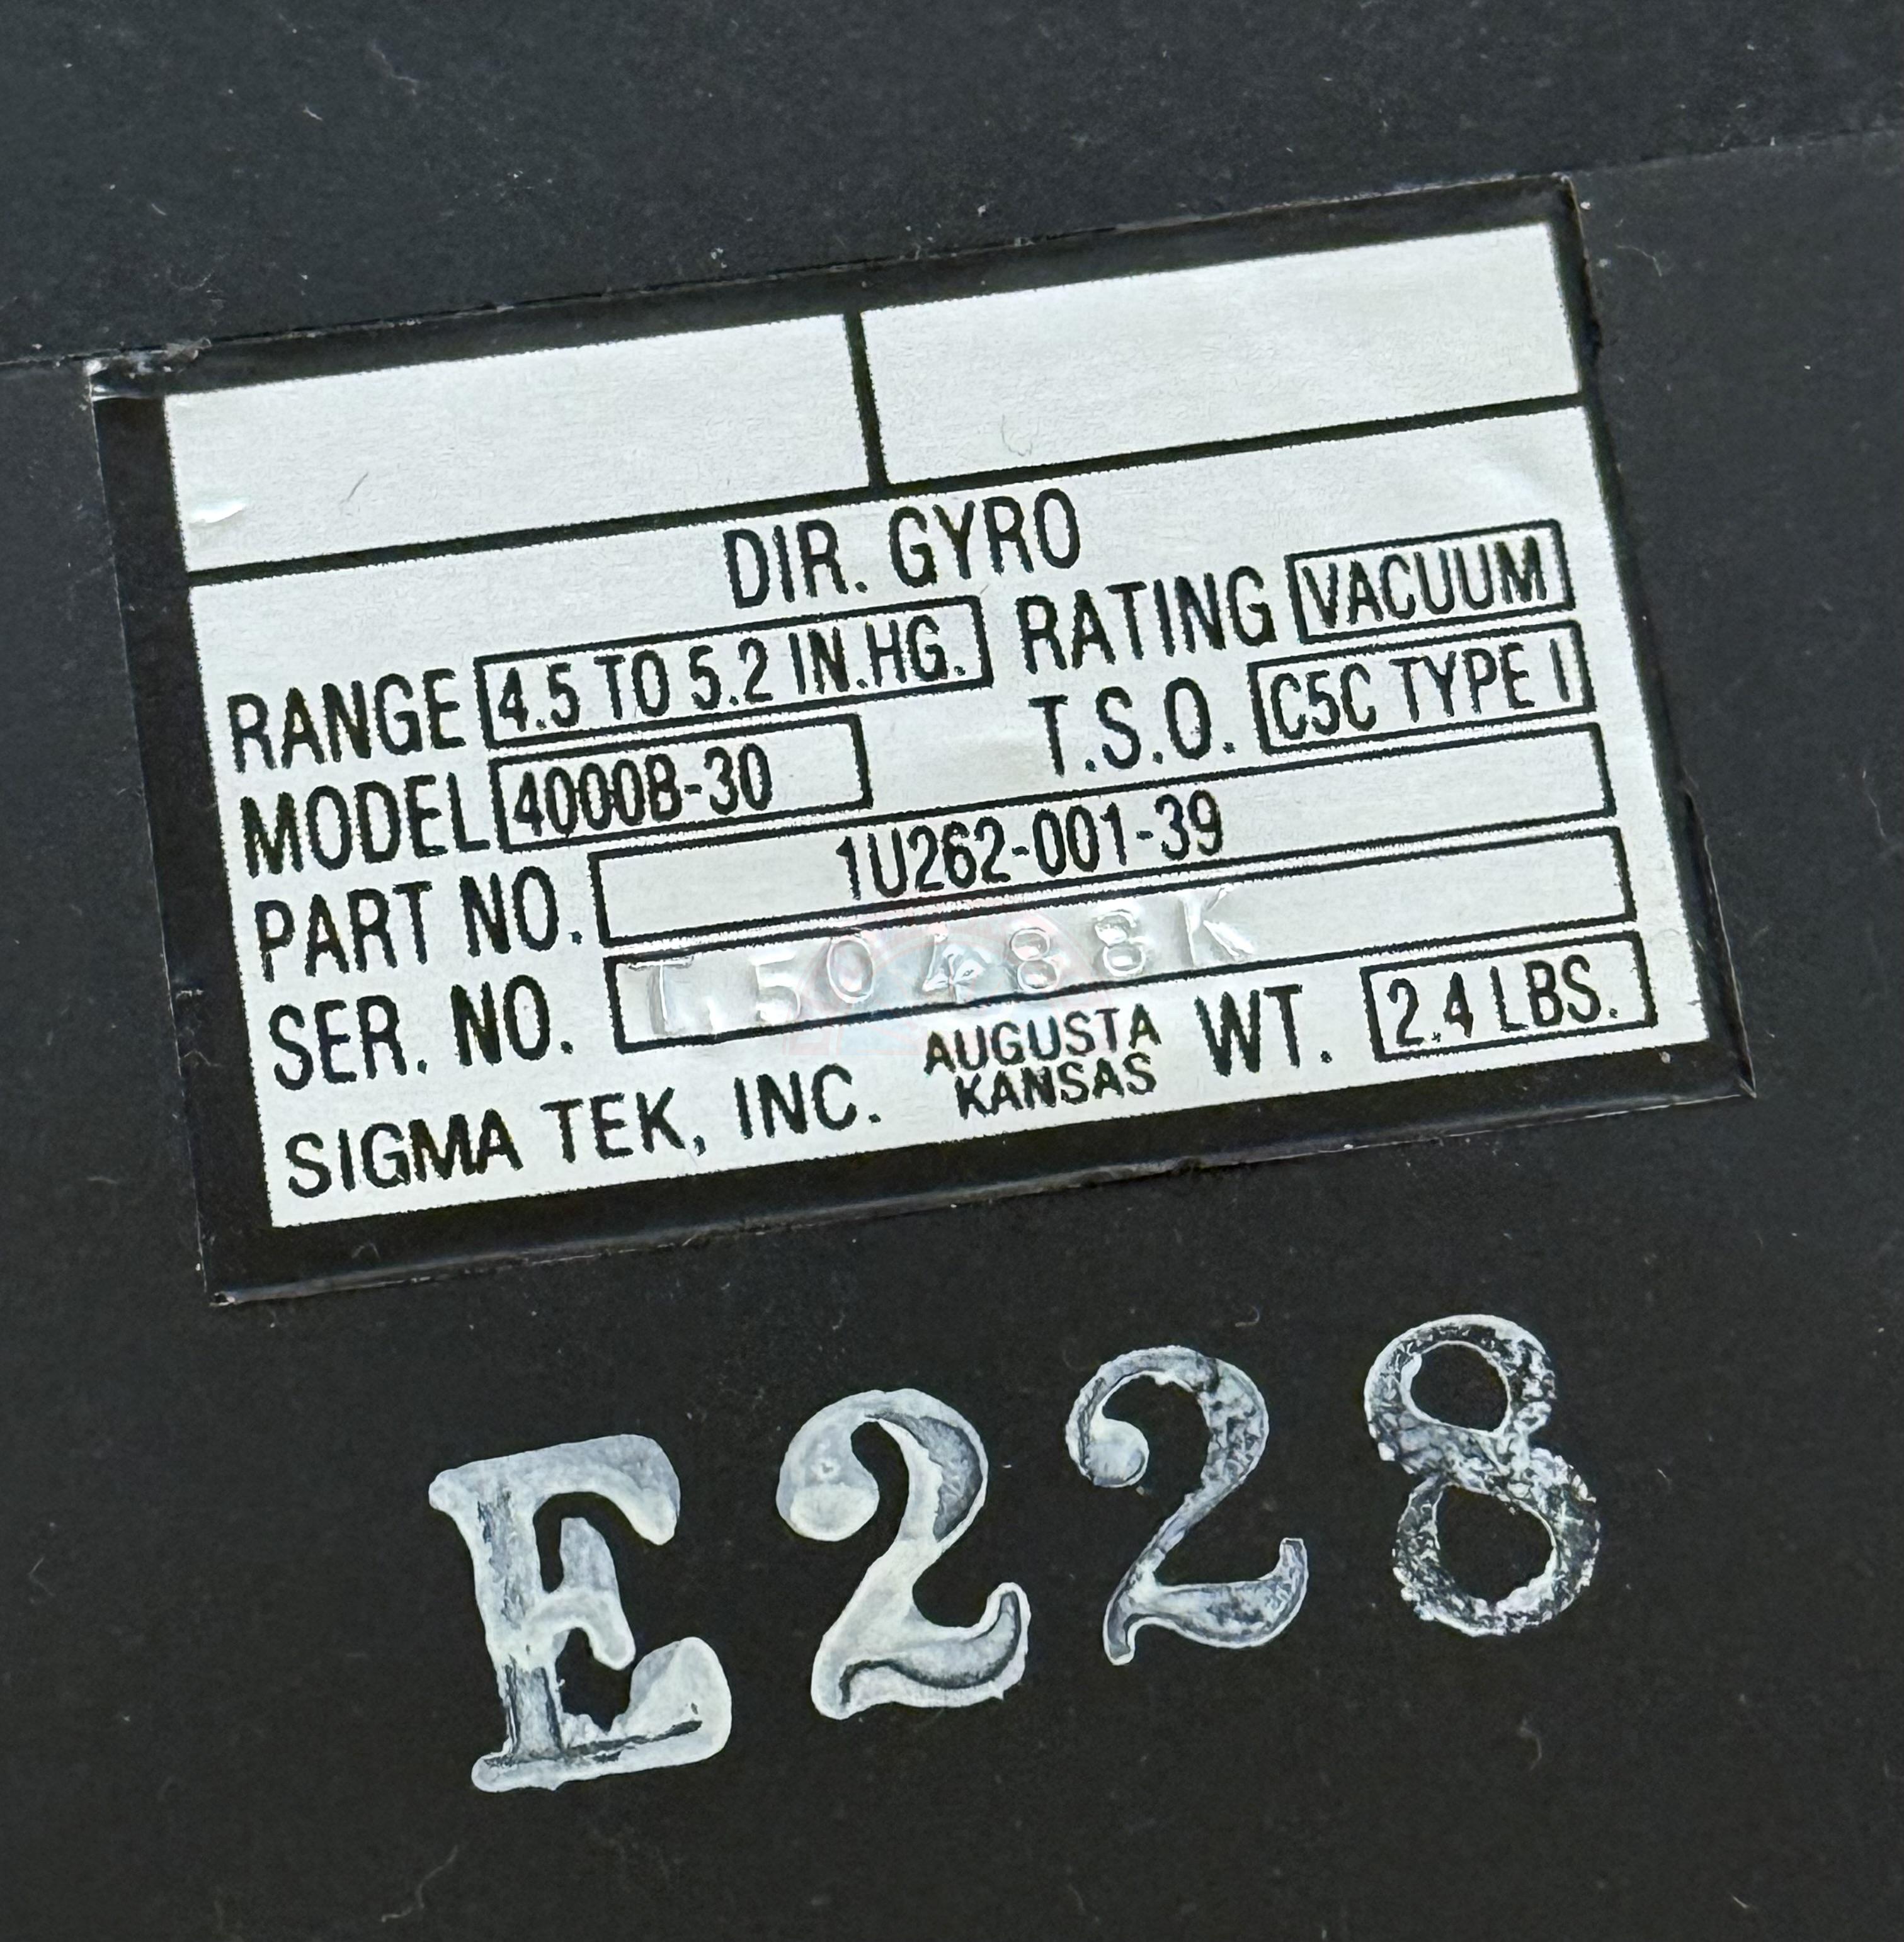 DIR. GYRO
RANGE 4.5 TO 5.2 IN.HG. RATING VACUUM
MODEL 4000B-30 T.S.O. C5C TYPE I
PART NO. 1U262-001-39
SER. NO. T50488K
SIGMA TEK, INC. AUGUSTA KANSAS WT. 2.4 LBS.
E228